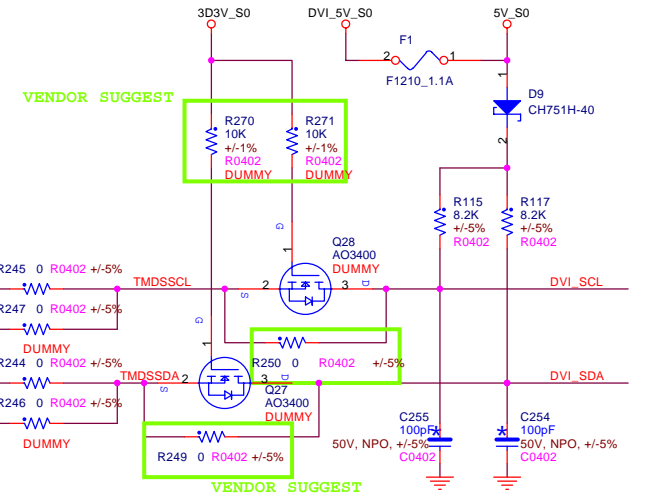 3D3V_S0 DVI_5V_S0 5V_S0
F1
2 1
F1210_1.1A
1
D9
CH751H-40
2
VENDOR SUGGEST
R270
10K
+/-1%
R0402
DUMMY
R271
10K
+/-1%
R0402
DUMMY
R115
8.2K
+/-5%
R0402
R117
8.2K
+/-5%
R0402
G
1
Q28
AO3400
DUMMY
R245 0 R0402 +/-5%
TMDSSCL
S
2
3
D
DVI_SCL
R247 0 R0402 +/-5%
DUMMY
G
1
R250 0 R0402 +/-5%
R244 0 R0402 +/-5%
TMDSSDA
S
2
3
D
DVI_SDA
Q27
AO3400
DUMMY
R246 0 R0402 +/-5%
DUMMY
R249 0 R0402 +/-5%
VENDOR SUGGEST
C255
100pF
50V, NPO, +/-5%
C0402
C254
100pF
50V, NPO, +/-5%
C0402